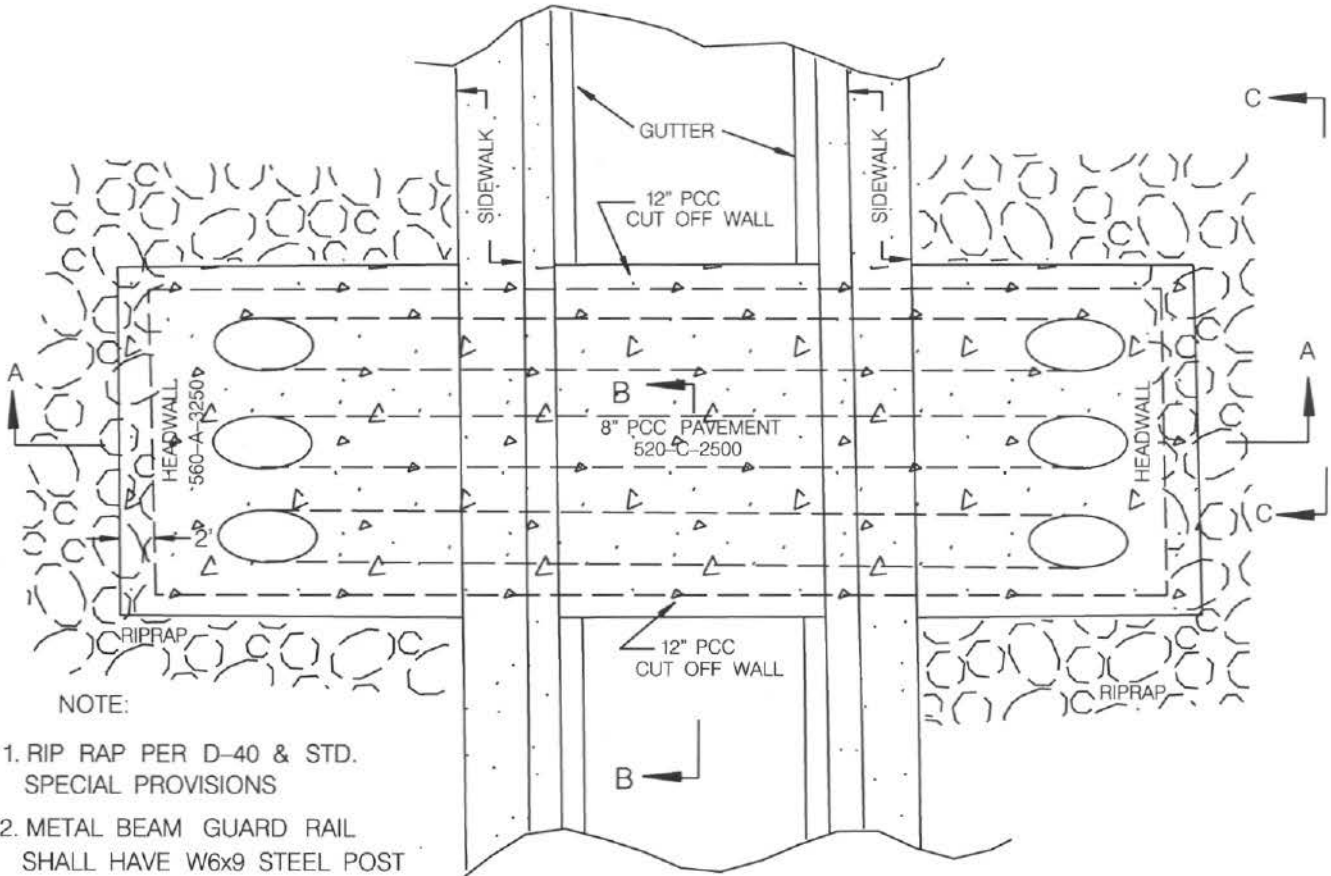 C
GUTTER
SIDEWALK
SIDEWALK
12" PCC
CUT OFF WALL
A
A
HEADWALL
560-A-3250
B
8" PCC PAVEMENT
520-C-2500
HEADWALL
C
2'
RIPRAP
12" PCC
CUT OFF WALL
RIPRAP
NOTE:
B
1. RIP RAP PER D-40 & STD.
SPECIAL PROVISIONS
2. METAL BEAM GUARD RAIL
SHALL HAVE W6x9 STEEL POST